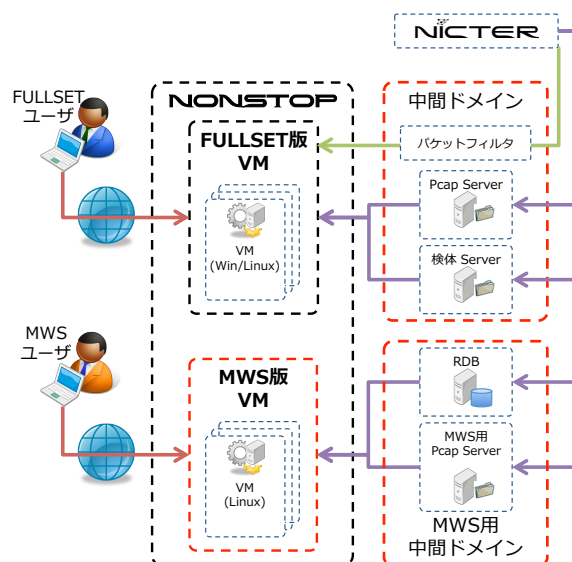 NICTER
FULLSET
ユーザ
NONSTOP
中間ドメイン
FULLSET版
VM
パケットフィルタ
Pcap Server
VM
(Win/Linux)
検体 Server
MWS
ユーザ
MWS版
VM
RDB
MWS用
Pcap Server
VM
(Linux)
MWS用
中間ドメイン